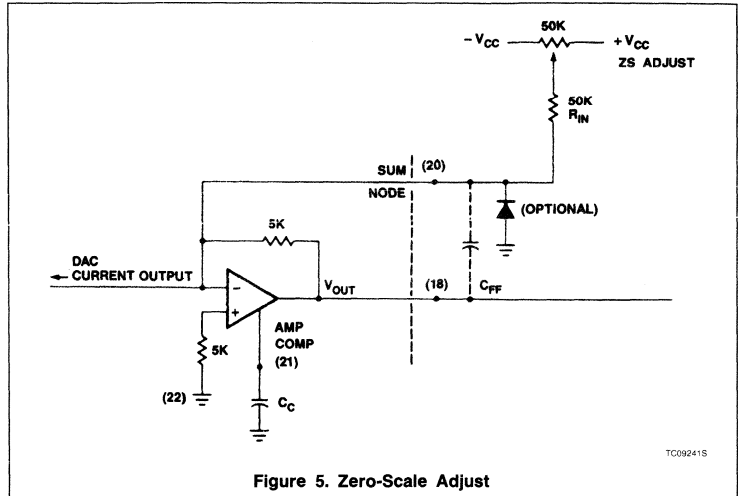 50K
– VCC
+ VCC
ZS ADJUST
50K
RIN
SUM
(20)
NODE
(OPTIONAL)
5K
DAC
CURRENT OUTPUT
–
+
VOUT
(18)
CFF
AMP
COMP
(21)
5K
(22)
CC
TC09241S
Figure 5. Zero-Scale Adjust